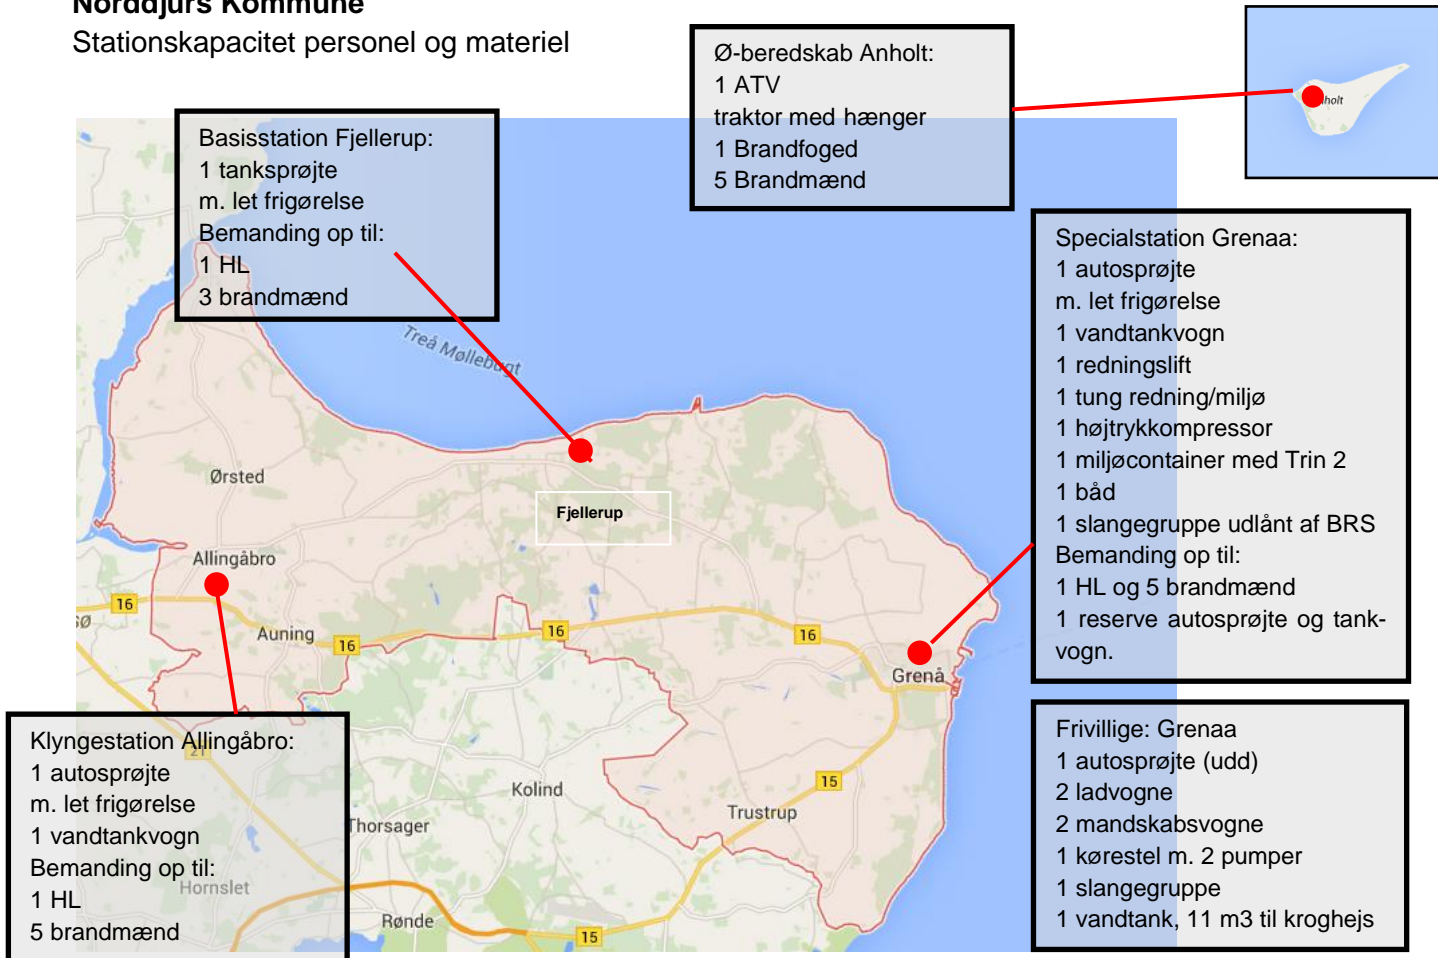 Norddjurs Kommune
Stationskapacitet personel og materiel
Ø-beredskab Anholt:
1 ATV
traktor med hænger
1 Brandfoged
5 Brandmænd
holt
Basisstation Fjellerup:
1 tanksprøjte
m. let frigørelse
Bemanding op til:
1 HL
3 brandmænd
Specialstation Grenaa:
1 autosprøjte
m. let frigørelse
1 vandtankvogn
1 redningslift
1 tung redning/miljø
1 højtrykkompressor
1 miljøcontainer med Trin 2
1 båd
1 slangegruppe udlånt af BRS
Bemanding op til:
1 HL og 5 brandmænd
1 reserve autosprøjte og tank-
vogn.
Treå Møllebugt
Ørsted
Fjellerup
Allingåbro
16
sø
Auning
16
16
16
Grenå
Klyngestation Allingåbro:
1 autosprøjte
m. let frigørelse
1 vandtankvogn
Bemanding op til:
1 HL
5 brandmænd
21
Hornslet
Kolind
Thorsager
Trustrup
15
Rønde
15
Frivillige: Grenaa
1 autosprøjte (udd)
2 ladvogne
2 mandskabsvogne
1 kørestel m. 2 pumper
1 slangegruppe
1 vandtank, 11 m3 til kroghejs